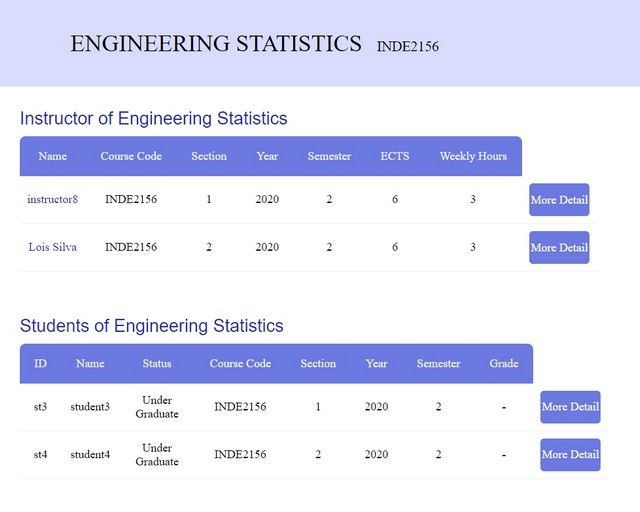 ENGINEERING STATISTICS INDE2156
Instructor of Engineering Statistics
Name Course Code Section Year Semester ECTS Weekly Hours
instructor8 INDE2156 1 2020 2 6 3 More Detail
Lois Silva INDE2156 2 2020 2 6 3 More Detail
Students of Engineering Statistics
ID Name Status Course Code Section Year Semester Grade
st3 student3 Under Graduate INDE2156 1 2020 2 - More Detail
st4 student4 Under Graduate INDE2156 2 2020 2 - More Detail